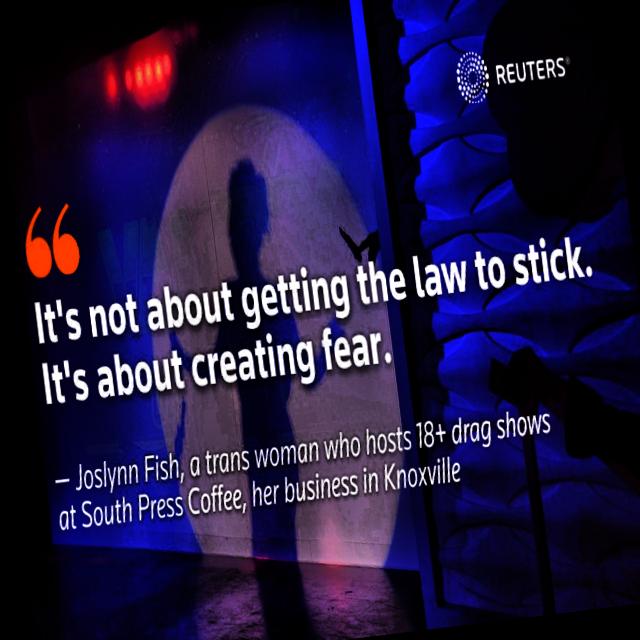 REUTERS®
“
It's not about getting the law to stick.
It's about creating fear.
– Joslynn Fish, a trans woman who hosts 18+ drag shows
at South Press Coffee, her business in Knoxville